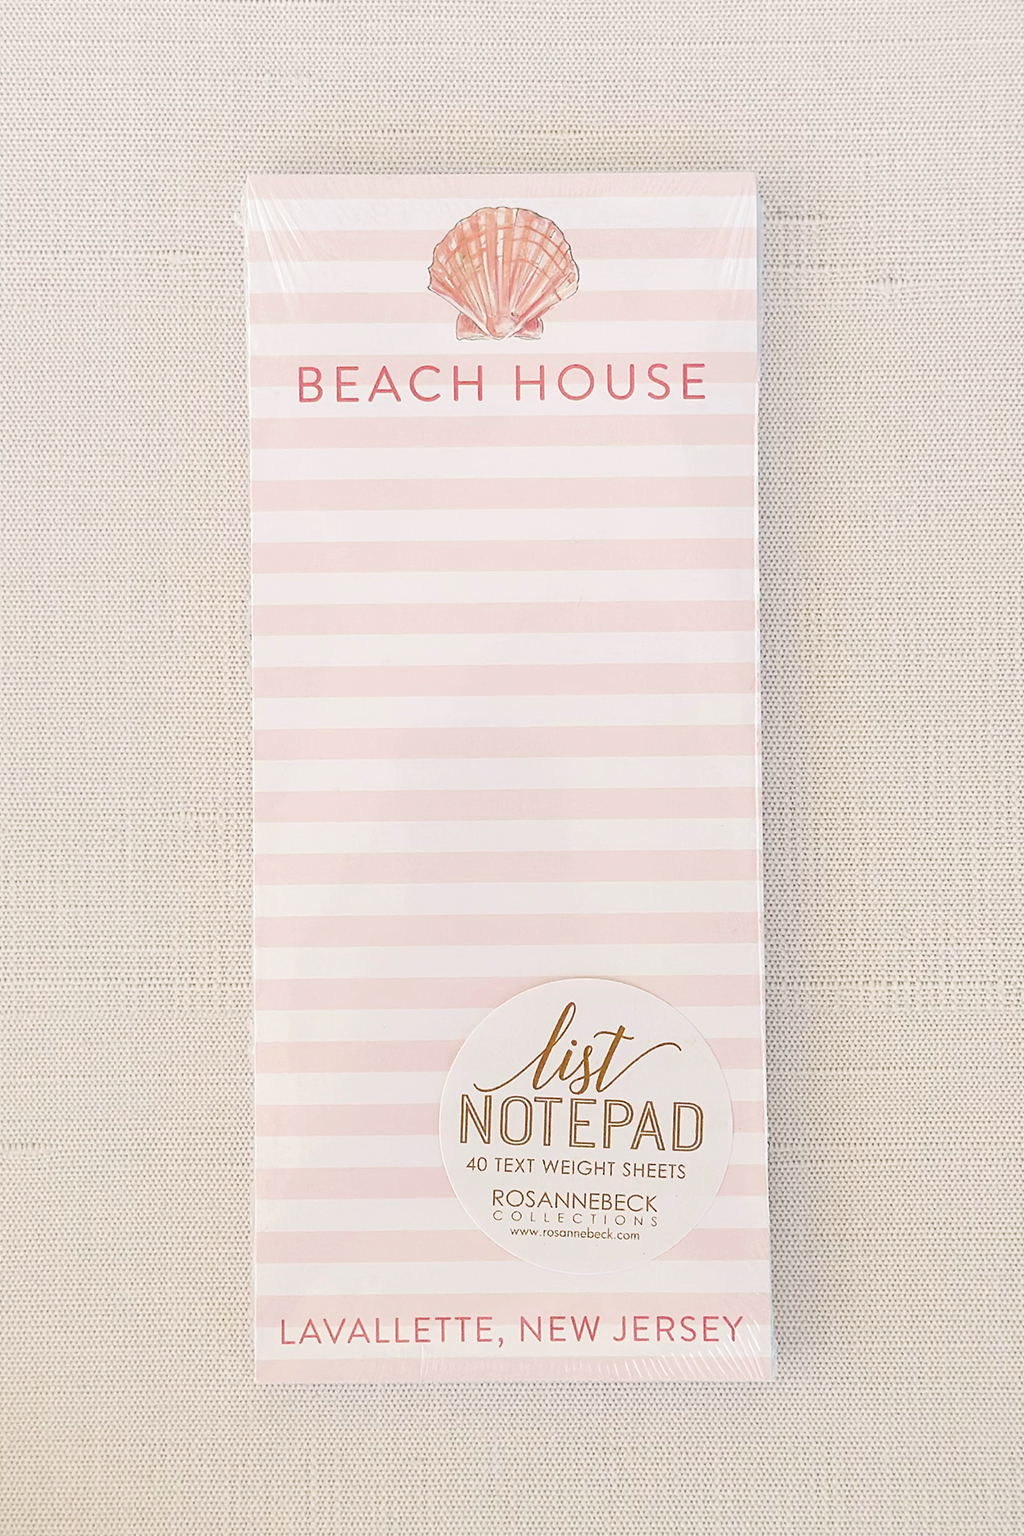 BEACH HOUSE
list
NOTEPAD
40 TEXT WEIGHT SHEETS
ROSANNEBECK
COLLECTIONS
www.rosannebeck.com
LAVALLETTE, NEW JERSEY